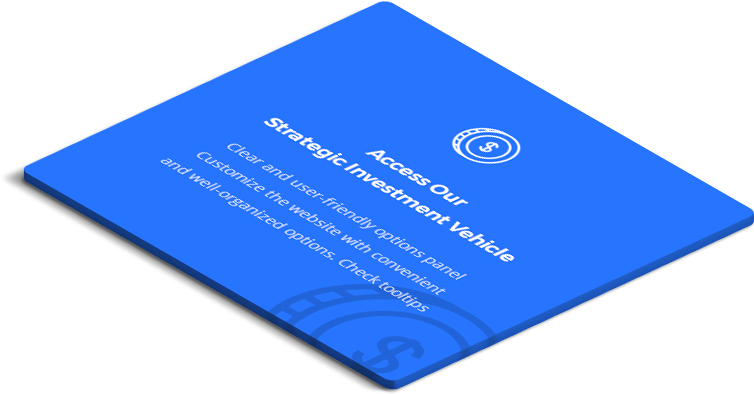 Access Our
Strategic Investment Vehicle
Clear and user-friendly options panel
Customize the website with convenient
and well-organized options. Check tooltips
$
$